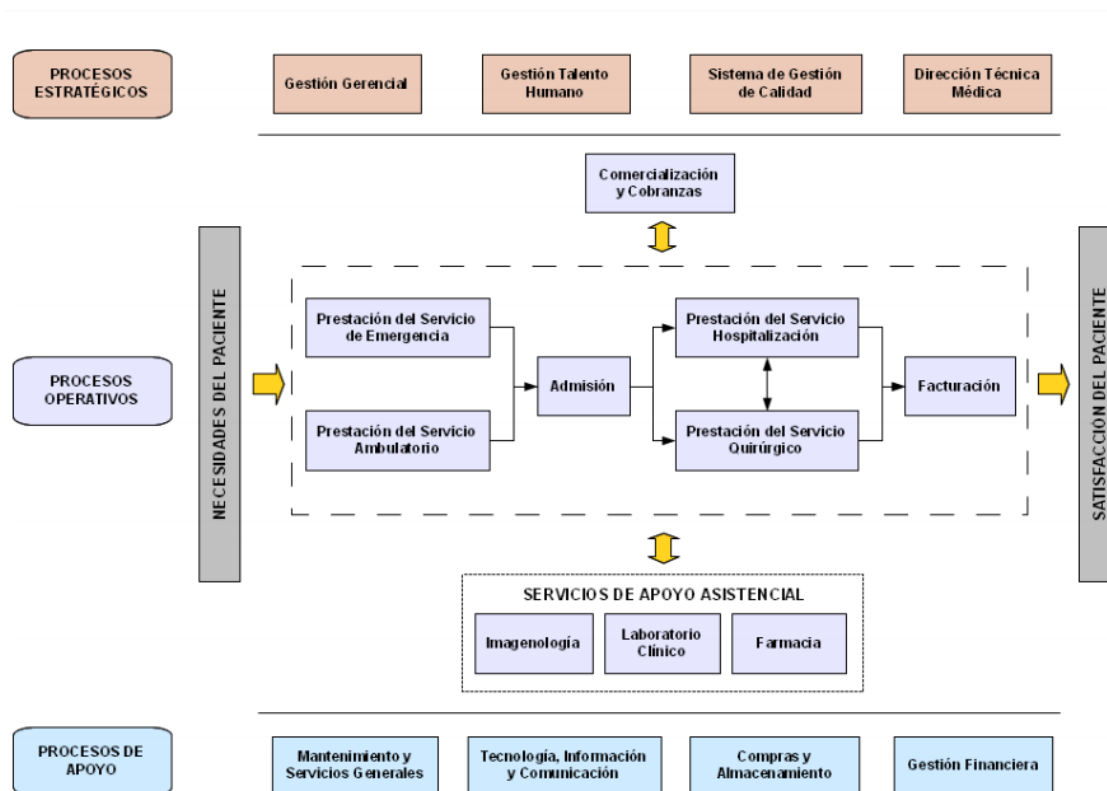 PROCESOS
ESTRATÉGICOS
Gestión Gerencial
Gestión Talento
Humano
Sistema de Gestión
de Calidad
Dirección Técnica
Médica
Comercialización
y Cobranzas
NECESIDADES DEL PACIENTE
PROCESOS
OPERATIVOS
Prestación del Servicio
de Emergencia
Prestación del Servicio
Ambulatorio
Admisión
Prestación del Servicio
Hospitalización
Prestación del Servicio
Quirúrgico
Facturación
SATISFACCIÓN DEL PACIENTE
SERVICIOS DE APOYO ASISTENCIAL
Imagenología
Laboratorio
Clínico
Farmacia
PROCESOS DE
APOYO
Mantenimiento y
Servicios Generales
Tecnología, Información
y Comunicación
Compras y
Almacenamiento
Gestión Financiera